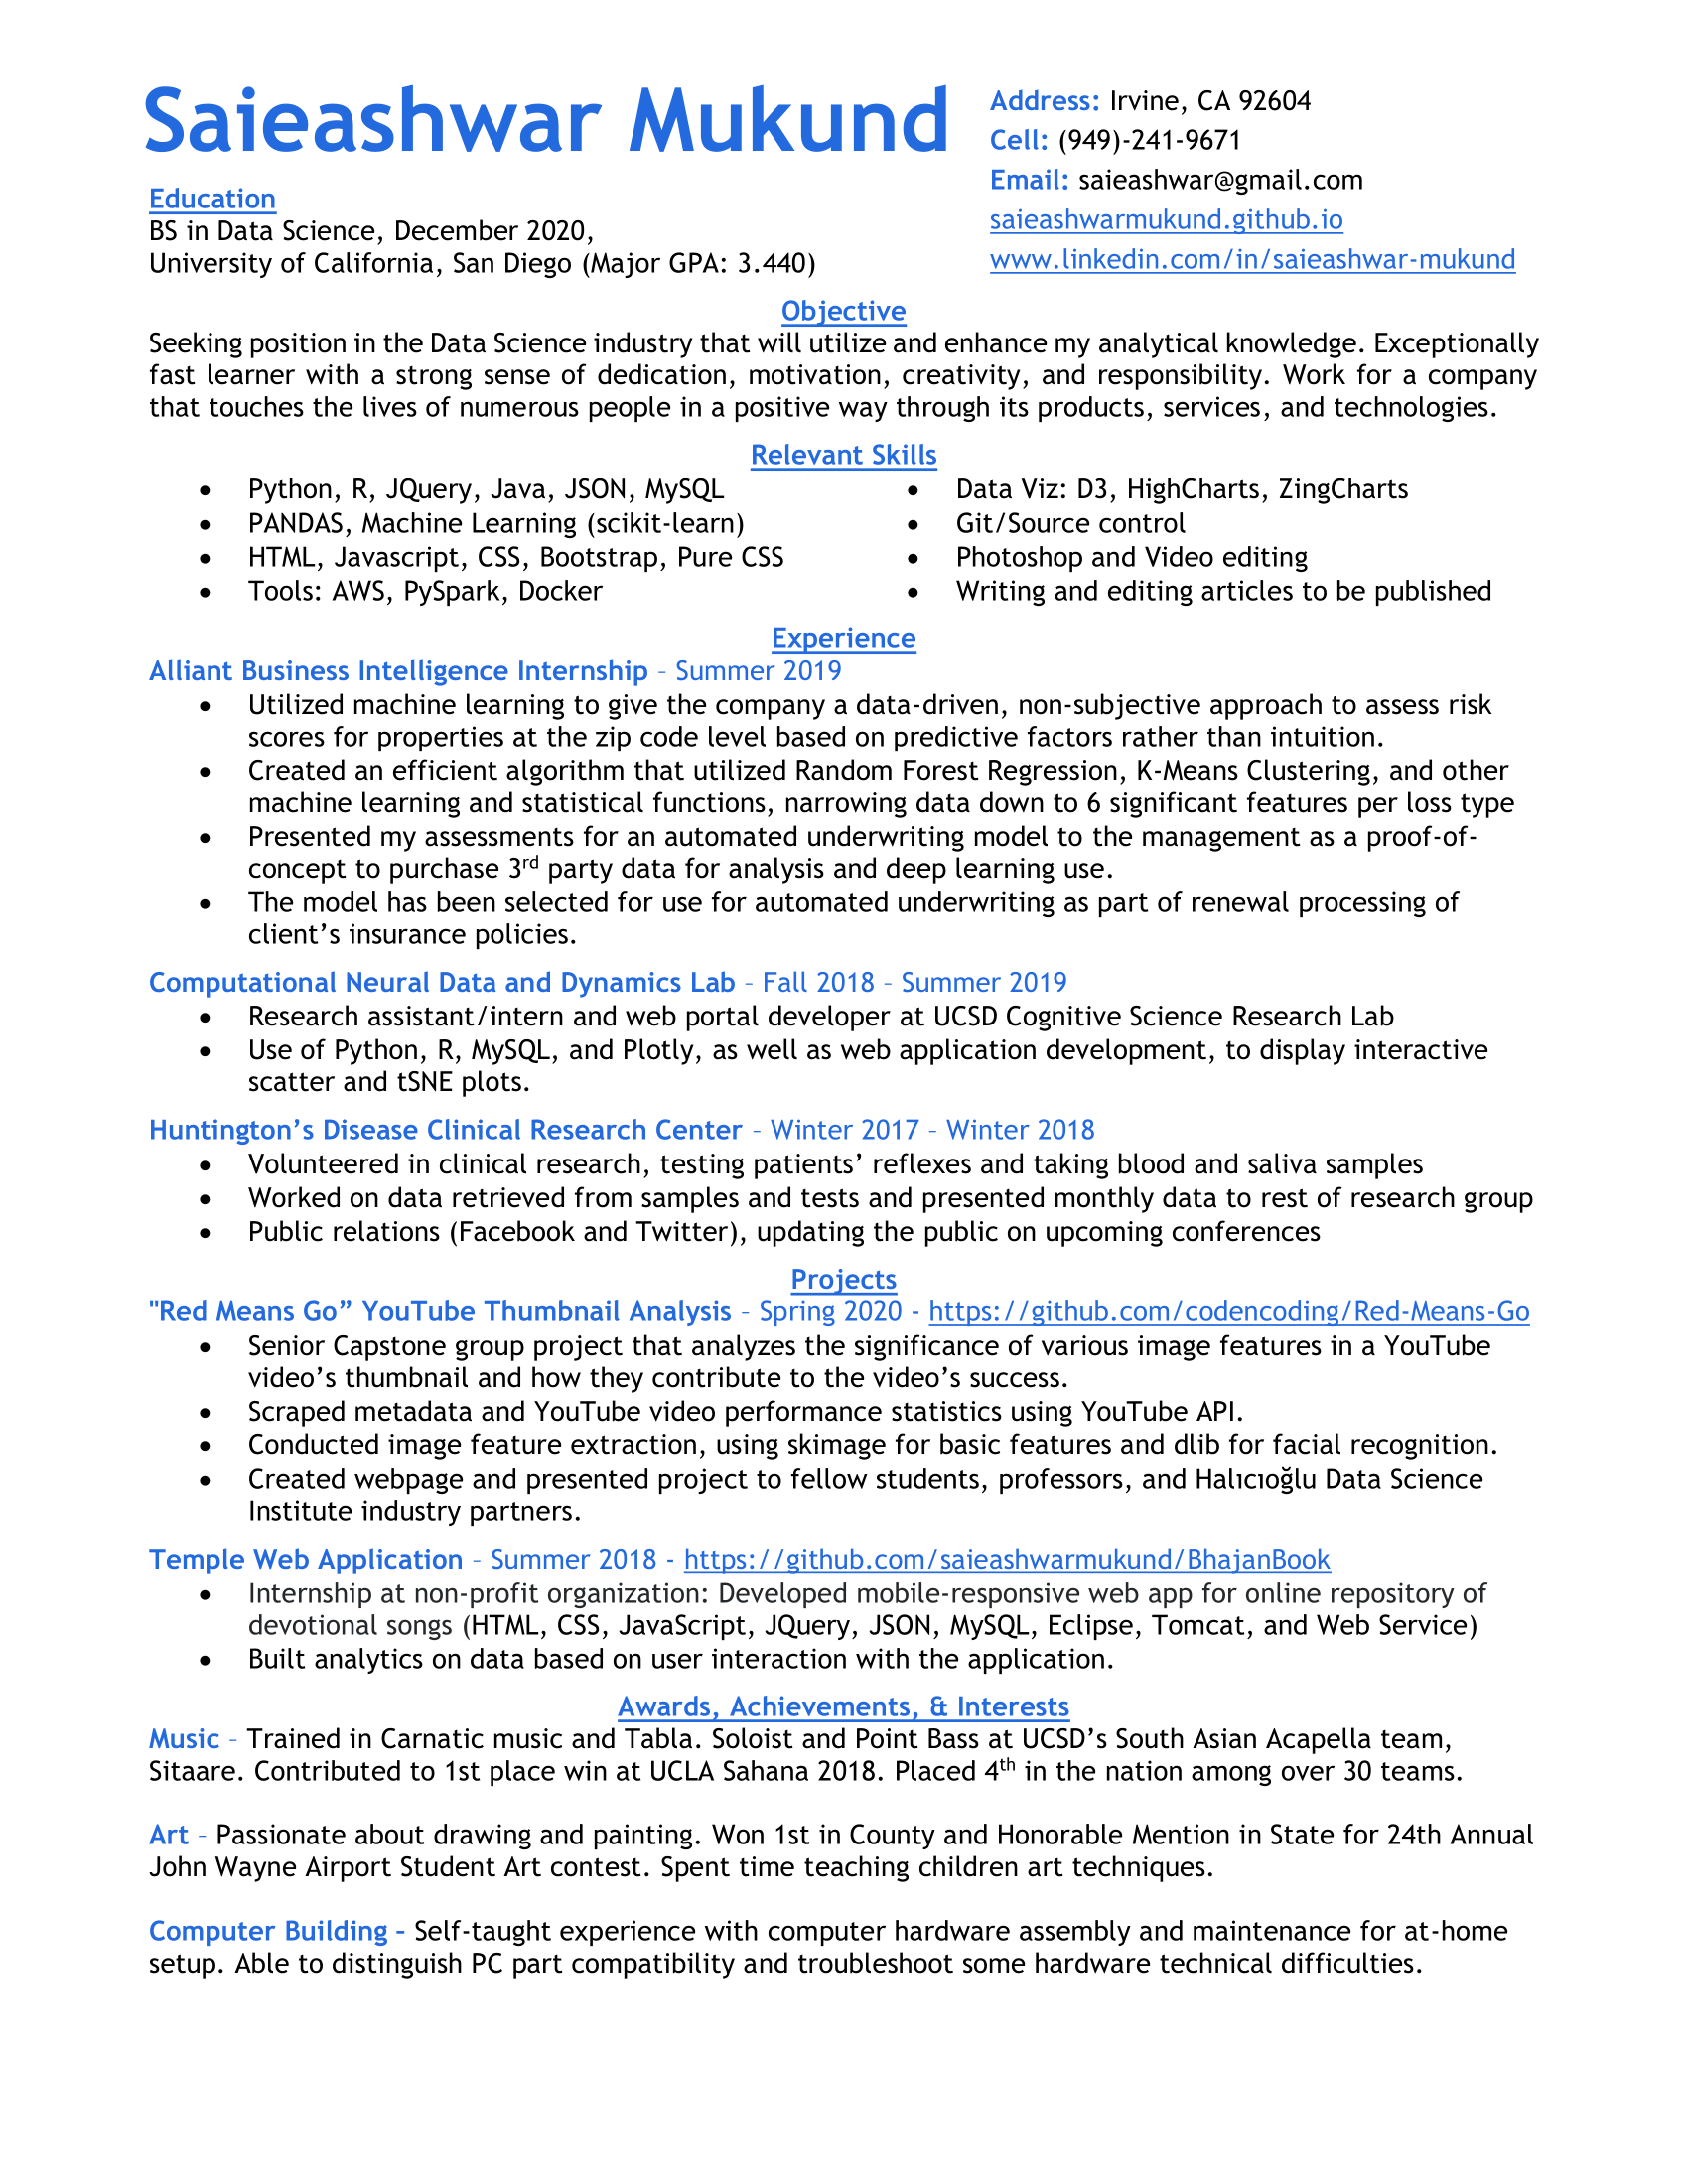 Saieashwar Mukund
Address: Irvine, CA 92604
Cell: (949)-241-9671
Email: saieashwar@gmail.com
saieashwarmukund.github.io
www.linkedin.com/in/saieashwar-mukund
Education
BS in Data Science, December 2020,
University of California, San Diego (Major GPA: 3.440)
Objective
Seeking position in the Data Science industry that will utilize and enhance my analytical knowledge. Exceptionally
fast learner with a strong sense of dedication, motivation, creativity, and responsibility. Work for a company
that touches the lives of numerous people in a positive way through its products, services, and technologies.
Relevant Skills
• Python, R, JQuery, Java, JSON, MySQL
• PANDAS, Machine Learning (scikit-learn)
• HTML, Javascript, CSS, Bootstrap, Pure CSS
• Tools: AWS, PySpark, Docker
• Data Viz: D3, HighCharts, ZingCharts
• Git/Source control
• Photoshop and Video editing
• Writing and editing articles to be published
Experience
Alliant Business Intelligence Internship – Summer 2019
• Utilized machine learning to give the company a data-driven, non-subjective approach to assess risk
scores for properties at the zip code level based on predictive factors rather than intuition.
• Created an efficient algorithm that utilized Random Forest Regression, K-Means Clustering, and other
machine learning and statistical functions, narrowing data down to 6 significant features per loss type
• Presented my assessments for an automated underwriting model to the management as a proof-of-
concept to purchase 3rd party data for analysis and deep learning use.
• The model has been selected for use for automated underwriting as part of renewal processing of
client’s insurance policies.
Computational Neural Data and Dynamics Lab – Fall 2018 – Summer 2019
• Research assistant/intern and web portal developer at UCSD Cognitive Science Research Lab
• Use of Python, R, MySQL, and Plotly, as well as web application development, to display interactive
scatter and tSNE plots.
Huntington’s Disease Clinical Research Center – Winter 2017 – Winter 2018
• Volunteered in clinical research, testing patients’ reflexes and taking blood and saliva samples
• Worked on data retrieved from samples and tests and presented monthly data to rest of research group
• Public relations (Facebook and Twitter), updating the public on upcoming conferences
Projects
"Red Means Go” YouTube Thumbnail Analysis – Spring 2020 - https://github.com/codencoding/Red-Means-Go
• Senior Capstone group project that analyzes the significance of various image features in a YouTube
video’s thumbnail and how they contribute to the video’s success.
• Scraped metadata and YouTube video performance statistics using YouTube API.
• Conducted image feature extraction, using skimage for basic features and dlib for facial recognition.
• Created webpage and presented project to fellow students, professors, and Halıcıoğlu Data Science
Institute industry partners.
Temple Web Application – Summer 2018 - https://github.com/saieashwarmukund/BhajanBook
• Internship at non-profit organization: Developed mobile-responsive web app for online repository of
devotional songs (HTML, CSS, JavaScript, JQuery, JSON, MySQL, Eclipse, Tomcat, and Web Service)
• Built analytics on data based on user interaction with the application.
Awards, Achievements, & Interests
Music – Trained in Carnatic music and Tabla. Soloist and Point Bass at UCSD’s South Asian Acapella team,
Sitaare. Contributed to 1st place win at UCLA Sahana 2018. Placed 4th in the nation among over 30 teams.
Art – Passionate about drawing and painting. Won 1st in County and Honorable Mention in State for 24th Annual
John Wayne Airport Student Art contest. Spent time teaching children art techniques.
Computer Building – Self-taught experience with computer hardware assembly and maintenance for at-home
setup. Able to distinguish PC part compatibility and troubleshoot some hardware technical difficulties.